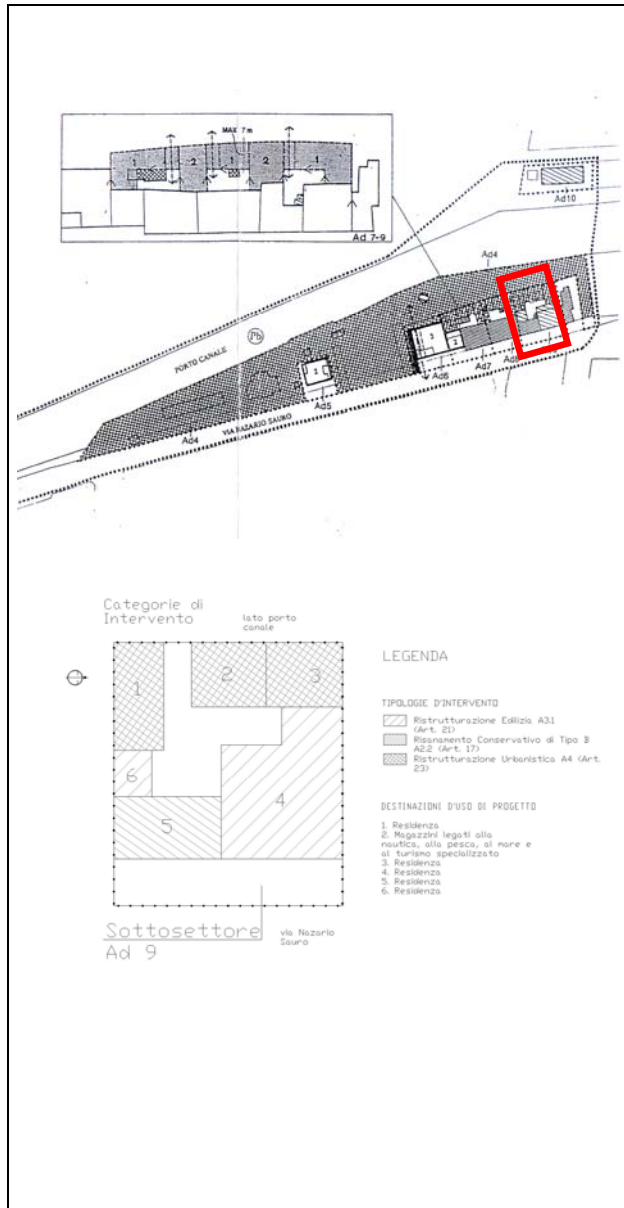 MAX 7 m
1
2
1
2
1
Ad 7-9
Ad10
Ad4
Pb
PORTO CANALE
3
2
Ad6
Ad7
Ad8
Ad5
VIA NAZARIO SAURO
Ad4
Categorie di
Intervento
lato porto
canale
1
2
3
6
4
5
Sottosettore
Ad 9
via Nazario
Sauro
LEGENDA
TIPOLOGIE D'INTERVENTO
Ristrutturazione Edilizia A3.1
(Art. 21)
Risanamento Conservativo di Tipo B
A2.2 (Art. 17)
Ristrutturazione Urbanistica A4 (Art.
23)
DESTINAZIONI D'USO DI PROGETTO
1. Residenza
2. Magazzini legati alla
nautica, alla pesca, al mare e
al turismo specializzato
3. Residenza
4. Residenza
5. Residenza
6. Residenza